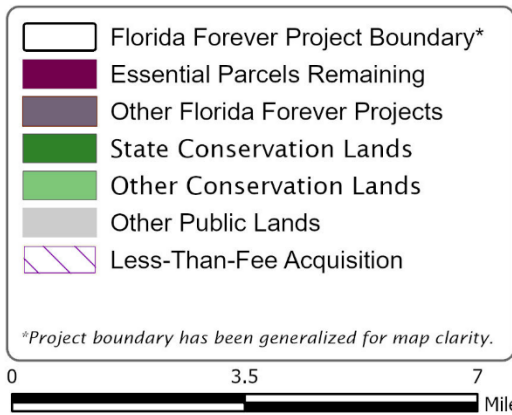 Florida Forever Project Boundary*
Essential Parcels Remaining
Other Florida Forever Projects
State Conservation Lands
Other Conservation Lands
Other Public Lands
Less-Than-Fee Acquisition
*Project boundary has been generalized for map clarity.
0 3.5 7
Mile